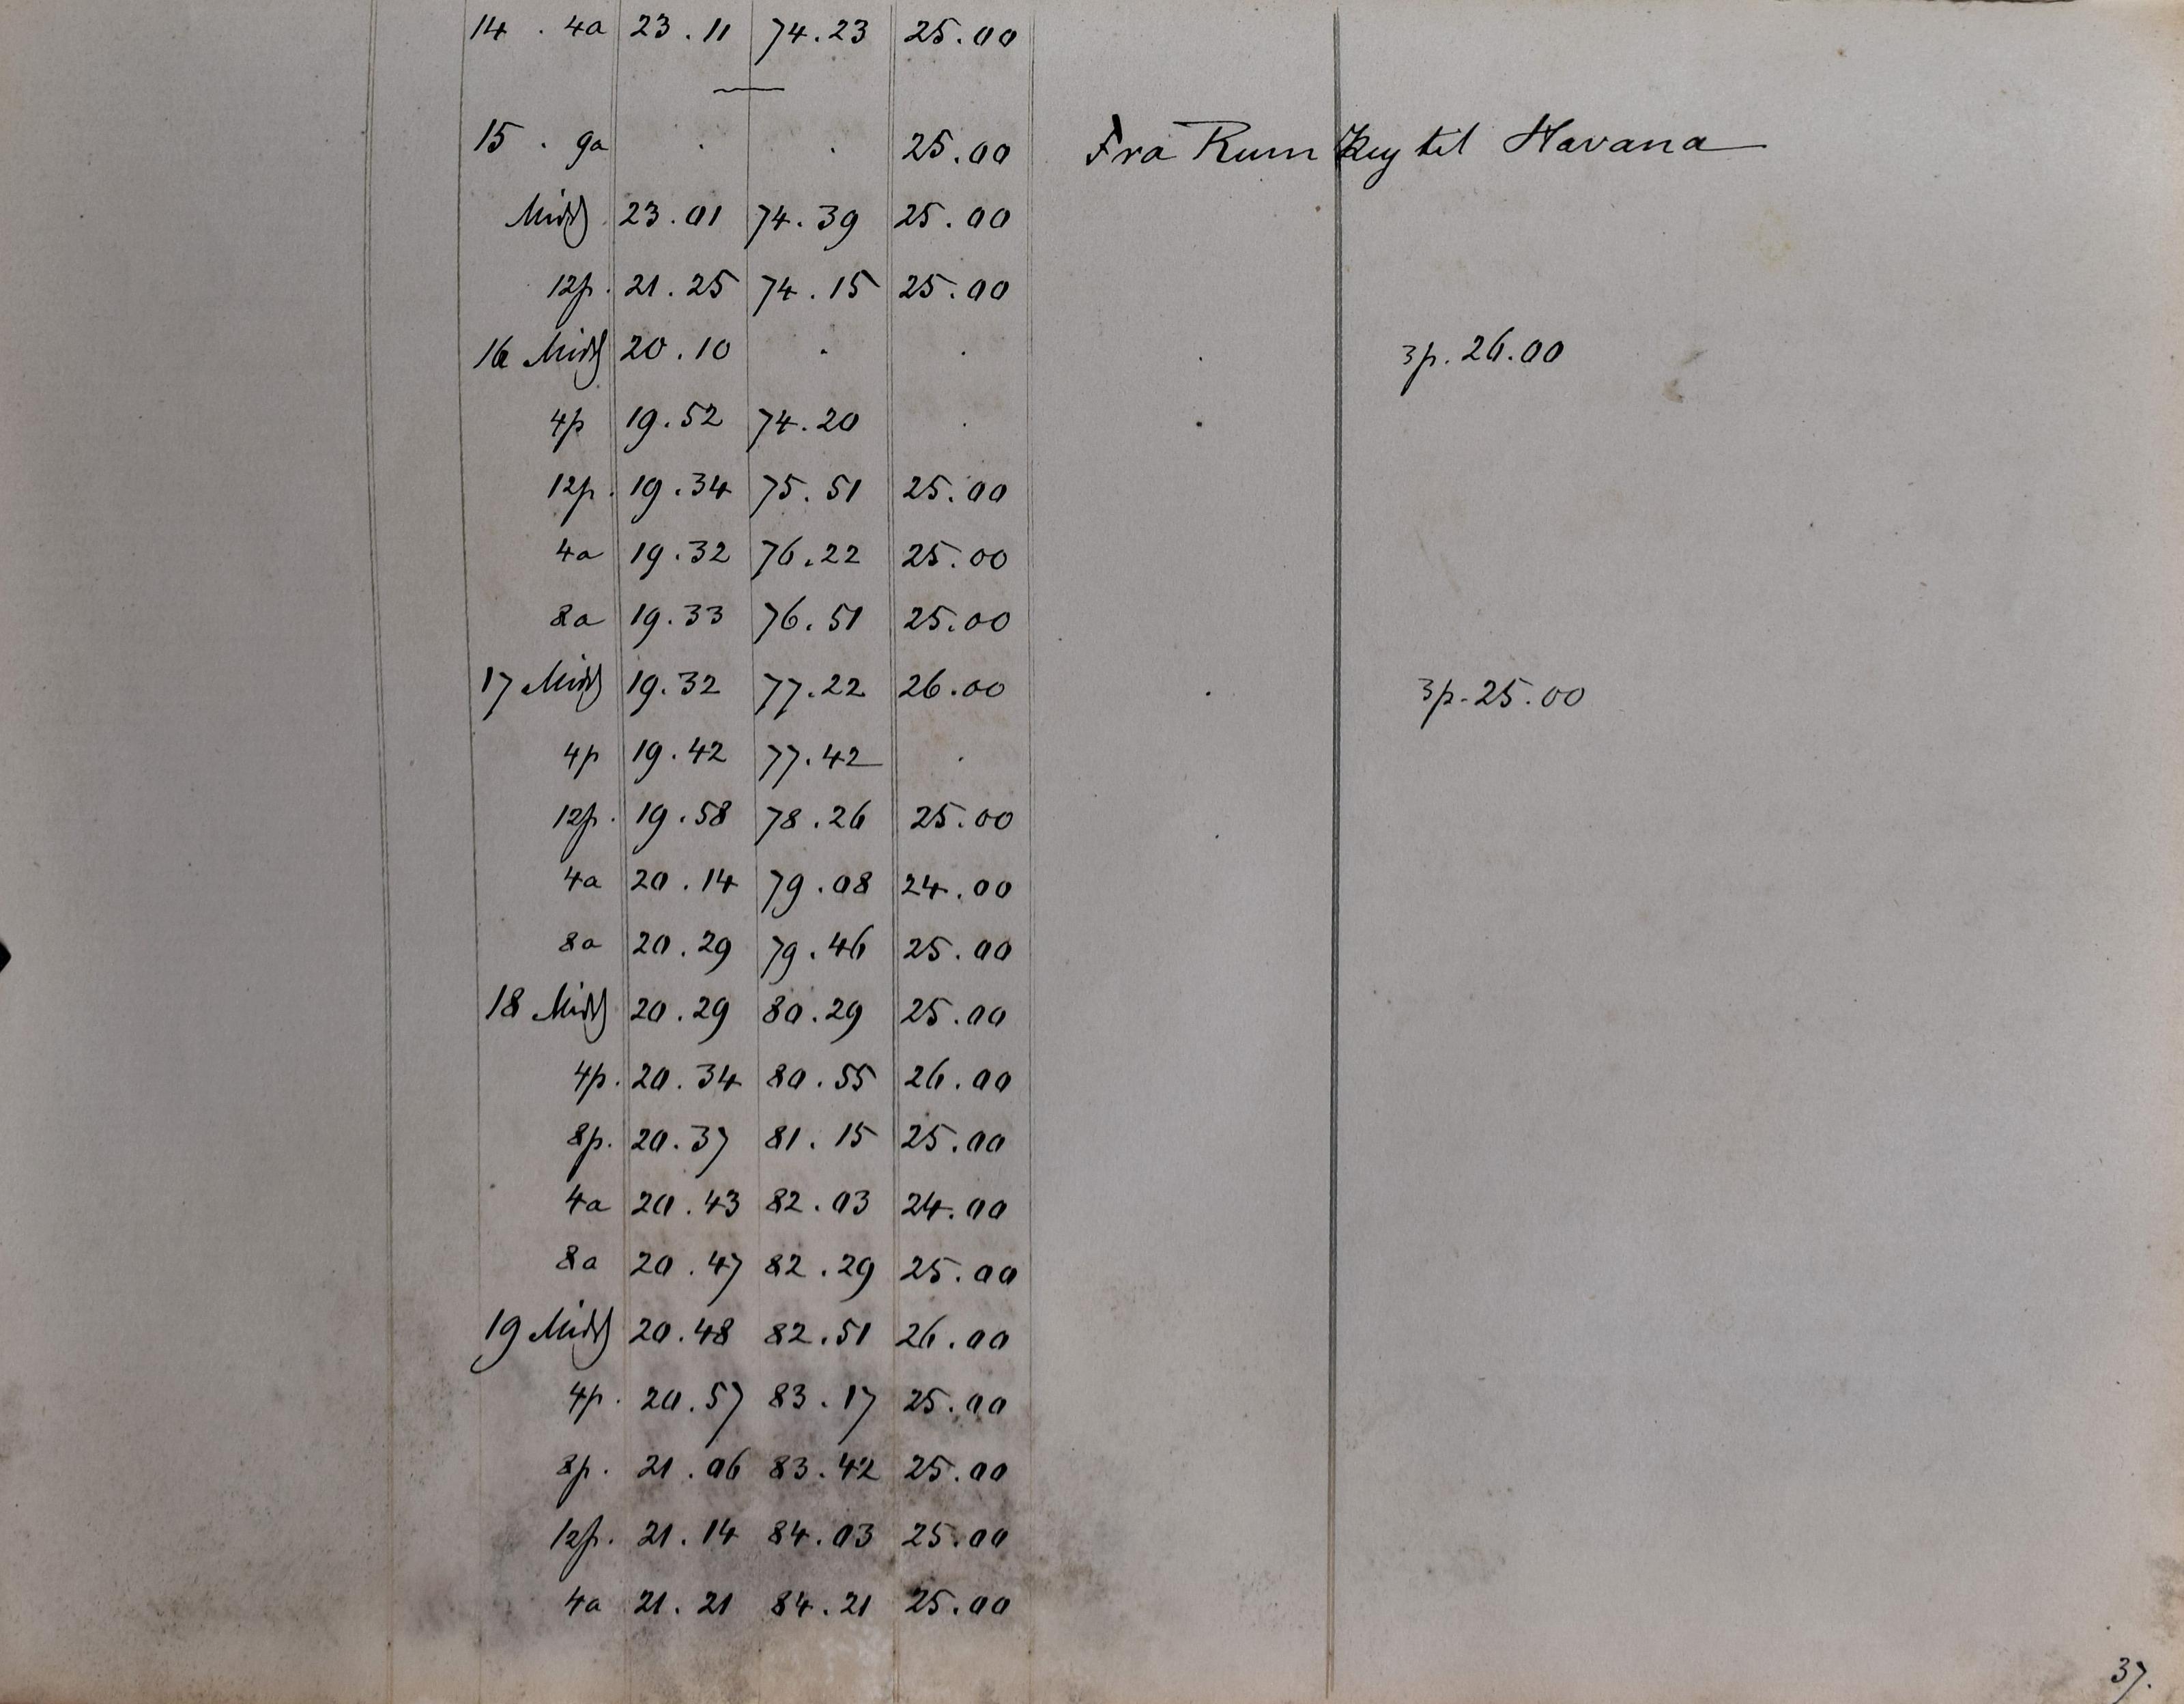 14 . 4a 23.11 74.23 25.00
15 . 9a . . 25.00 Fra Rum Key til Havana
Midd 23.01 74.39 25.00
12p. 21.25 74.15 25.00
16 Midd 20.10 . . . 3p. 26.00
4p 19.52 74.20 . .
12p. 19.34 75.51 25.00
4a 19.32 76.22 25.00
8a 19.33 76.51 25.00
17 Midd 19.32 77.22 26.00 . 3p. 25.00
4p 19.42 77.42 .
12p. 19.58 78.26 25.00
4a 20.14 79.08 24.00
8a 20.29 79.46 25.00
18 Midd 20.29 80.29 25.00
4p. 20.34 80.55 26.00
8p. 20.37 81.15 25.00
4a 20.43 82.03 24.00
8a 20.47 82.29 25.00
19 Midd 20.48 82.51 26.00
4p. 20.57 83.17 25.00
8p. 21.06 83.42 25.00
12p. 21.14 84.03 25.00
4a 21.21 84.21 25.00
37.